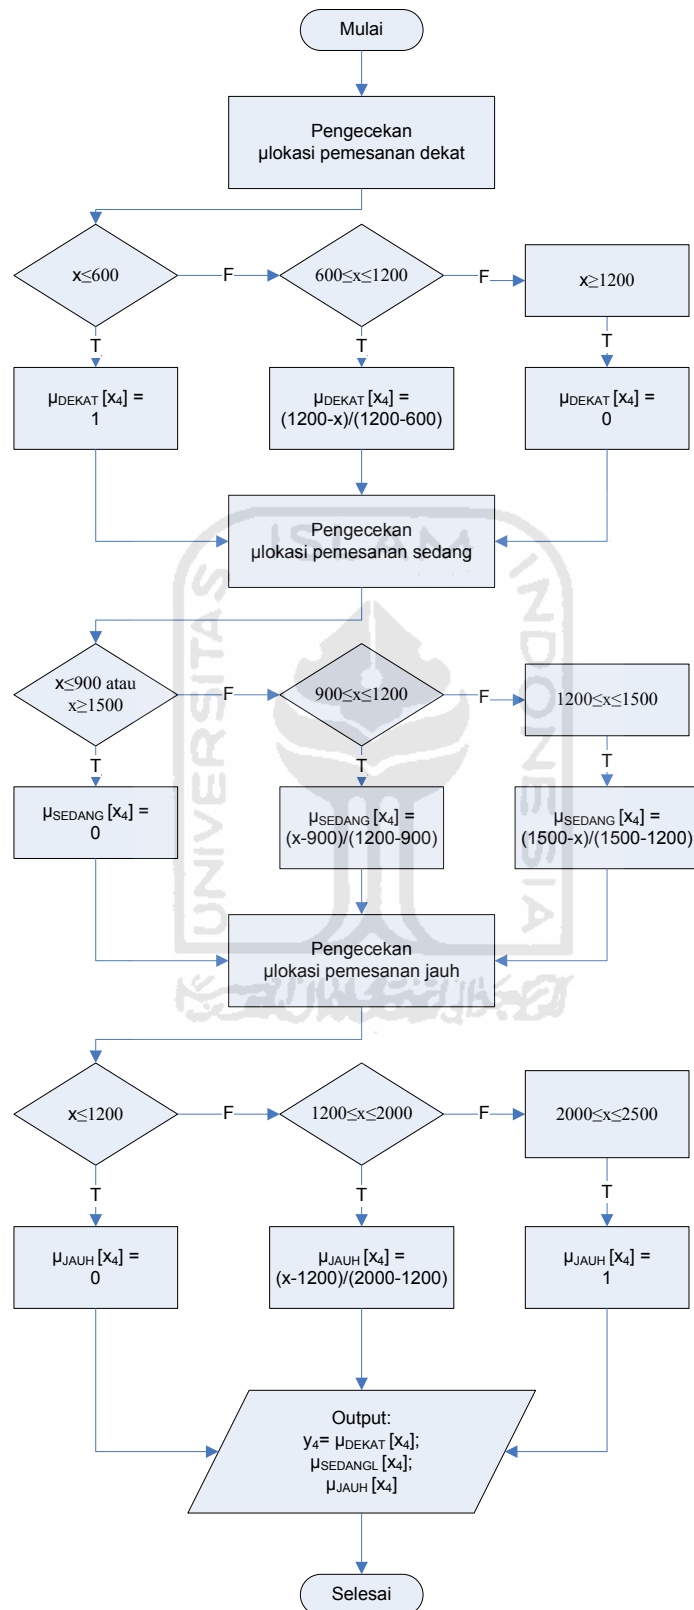 Mulai
Pengecekan
μlokasi pemesanan dekat
x≤600
F
600≤x≤1200
F
x≥1200
T
T
T
μDEKAT [x4] =
1
μDEKAT [x4] =
(1200-x)/(1200-600)
μDEKAT [x4] =
0
Pengecekan
μlokasi pemesanan sedang
x≤900 atau
x≥1500
F
900≤x≤1200
F
1200≤x≤1500
T
T
T
μSEDANG [x4] =
0
μSEDANG [x4] =
(x-900)/(1200-900)
μSEDANG [x4] =
(1500-x)/(1500-1200)
Pengecekan
μlokasi pemesanan jauh
x≤1200
F
1200≤x≤2000
F
2000≤x≤2500
T
T
T
μJAUH [x4] =
0
μJAUH [x4] =
(x-1200)/(2000-1200)
μJAUH [x4] =
1
Output:
y4= μDEKAT [x4];
μSEDANGL [x4];
μJAUH [x4]
Selesai
UNIVERSITAS
ISLAM
INDONESIA